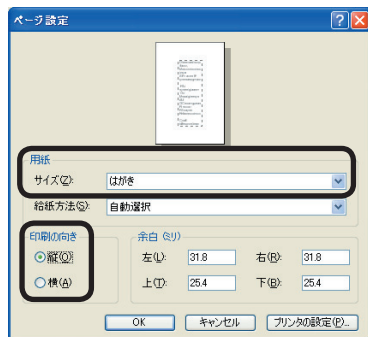 ページ設定
用紙
サイズ(Z): はがき
給紙方法(S): 自動選択
印刷の向き
縦(O)
横(A)
余白 (ミリ)
左(L): 31.8 右(R): 31.8
上(T): 25.4 下(B): 25.4
OK キャンセル プリンタの設定(P)...